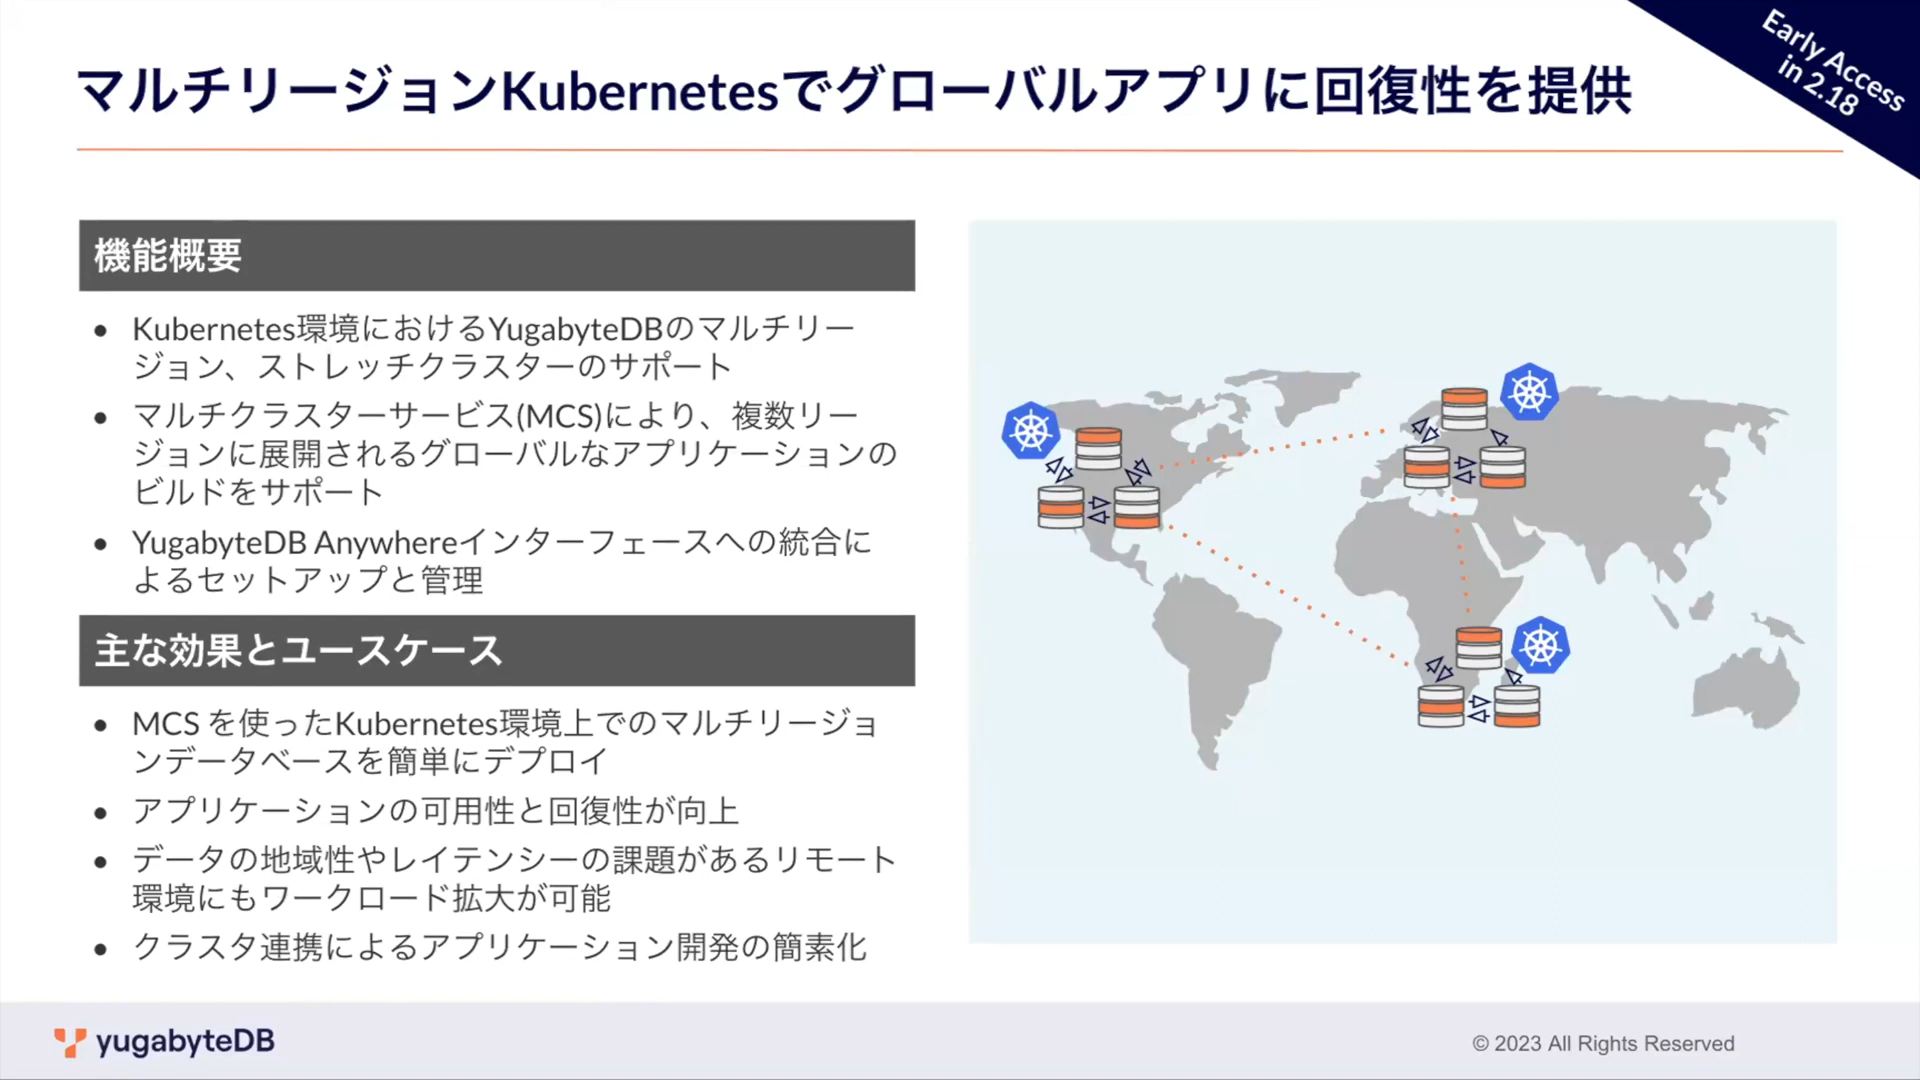 マルチリージョンKubernetesでグローバルアプリに回復性を提供
Early Access
in 2.18
機能概要
● Kubernetes環境におけるYugabyteDBのマルチリー
ジョン、ストレッチクラスターのサポート
● マルチクラスターサービス(MCS)により、複数リー
ジョンに展開されるグローバルなアプリケーションの
ビルドをサポート
● YugabyteDB Anywhereインターフェースへの統合に
よるセットアップと管理
主な効果とユースケース
● MCS を使ったKubernetes環境上でのマルチリージョ
ンデータベースを簡単にデプロイ
● アプリケーションの可用性と回復性が向上
● データの地域性やレイテンシーの課題があるリモート
環境にもワークロード拡大が可能
● クラスタ連携によるアプリケーション開発の簡素化
yugabyteDB
© 2023 All Rights Reserved